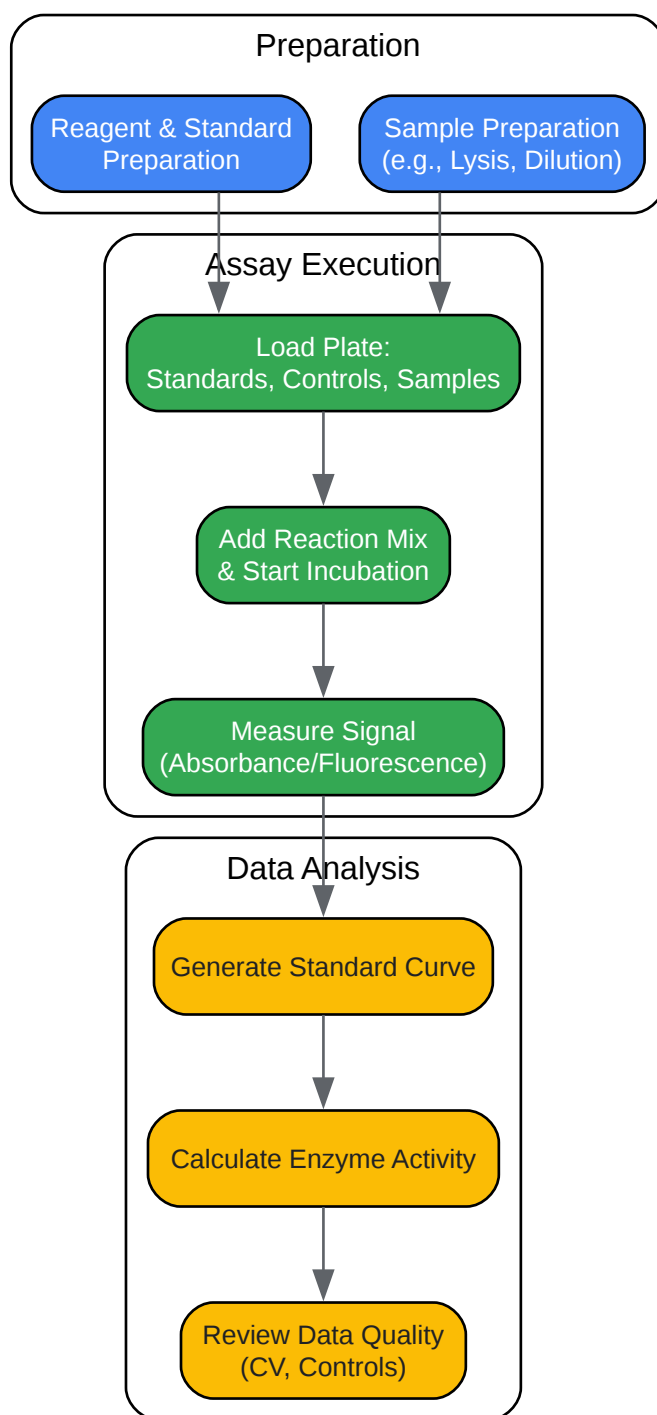 Preparation
Reagent & Standard
Preparation
Sample Preparation
(e.g., Lysis, Dilution)
Assay Execution
Load Plate:
Standards, Controls, Samples
Add Reaction Mix
& Start Incubation
Measure Signal
(Absorbance/Fluorescence)
Data Analysis
Generate Standard Curve
Calculate Enzyme Activity
Review Data Quality
(CV, Controls)